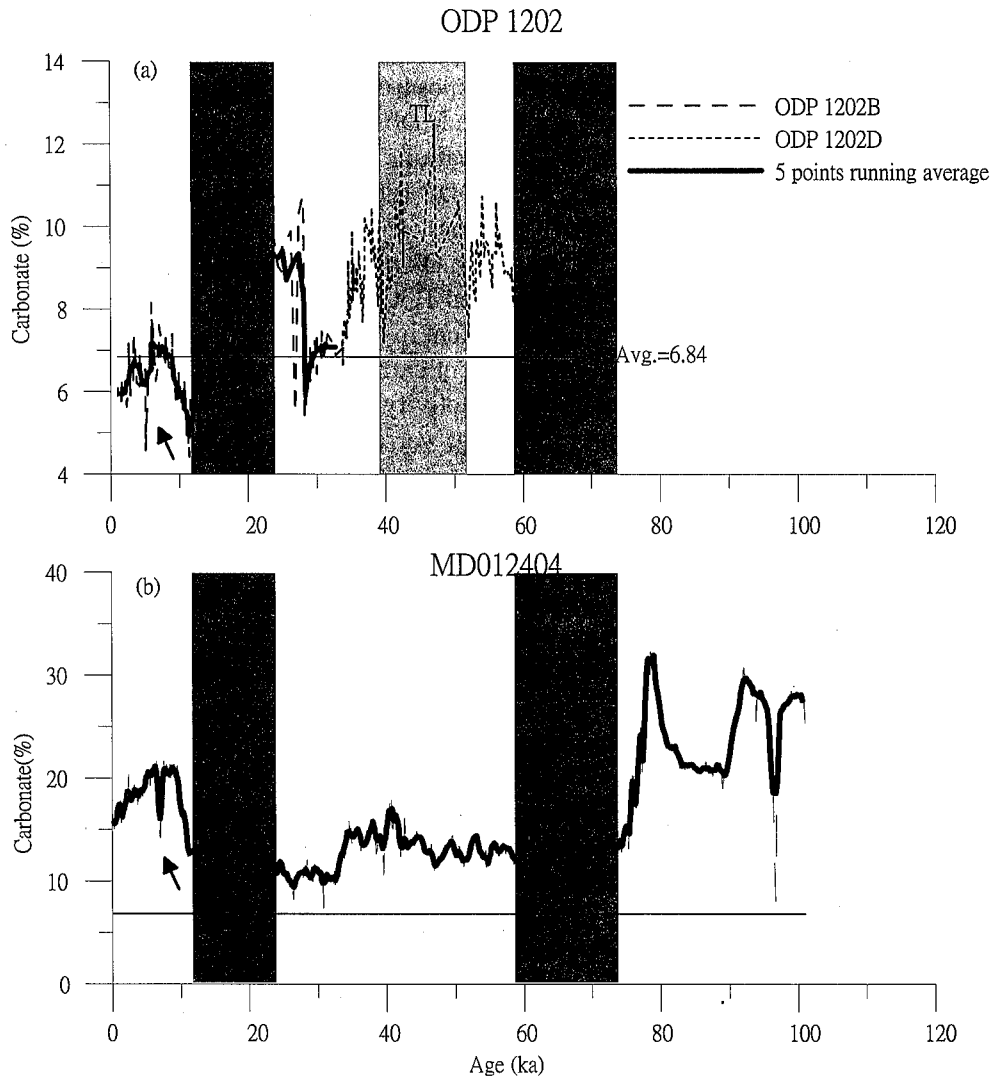 ODP 1202
(a)
14
12
10
8
6
4
Carbonate (%)
TL
ODP 1202B
ODP 1202D
5 points running average
Avg.=6.84
0 20 40 60 80 100 120
MD012404
(b)
40
30
20
10
0
Carbonate(%)
0 20 40 60 80 100 120
Age (ka)